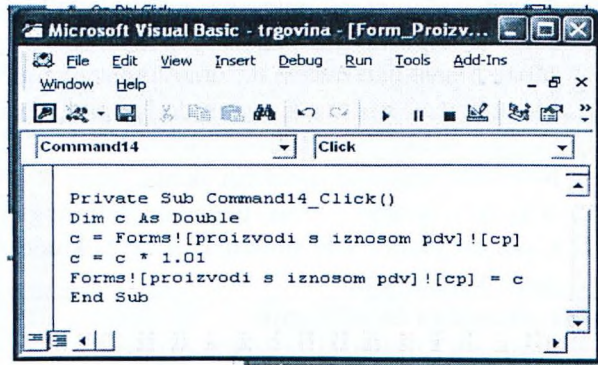 Microsoft Visual Basic - trgovina - [Form_Proizv...
File Edit View Insert Debug Run Tools Add-Ins
Window Help
Command14 Click
Private Sub Command14_Click()
Dim c As Double
c = Forms![proizvodi s iznosom pdv]![cp]
c = c * 1.01
Forms![proizvodi s iznosom pdv]![cp] = c
End Sub